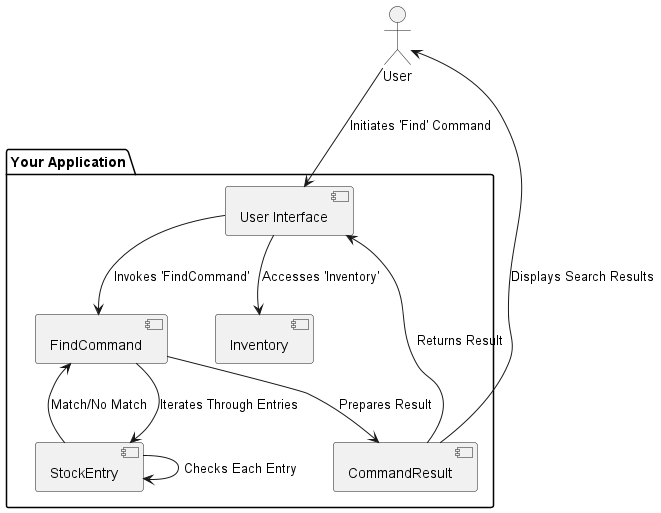 User
Initiates 'Find' Command
Your Application
User Interface
Displays Search Results
Invokes 'FindCommand'
Accesses 'Inventory'
FindCommand
Inventory
Returns Result
Match/No Match
Iterates Through Entries
Prepares Result
StockEntry
Checks Each Entry
CommandResult